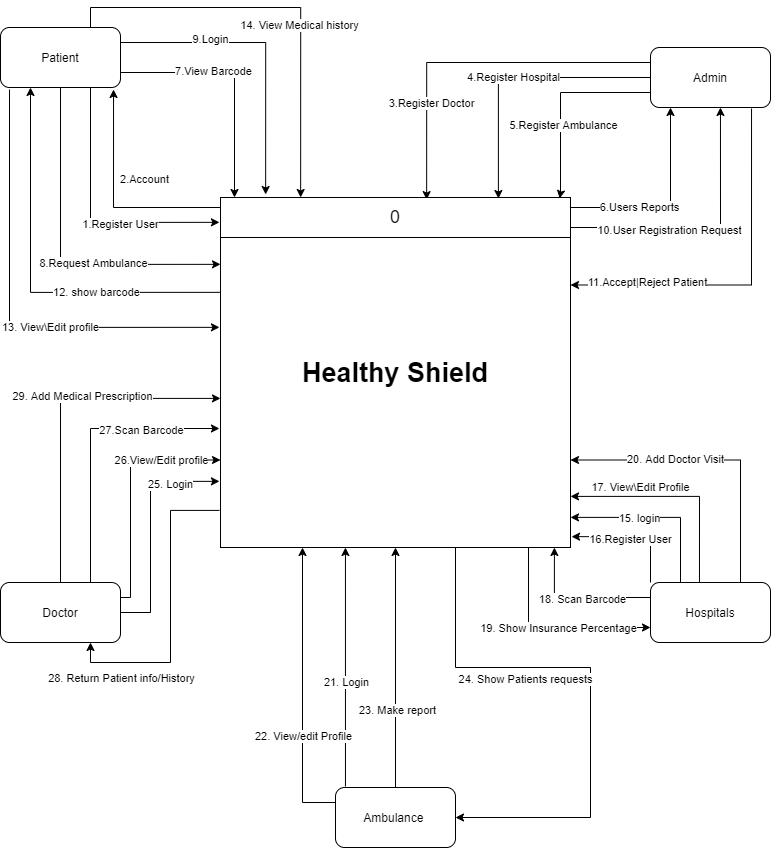 14. View Medical history
9.Login
Patient
7.View Barcode
Admin
4.Register Hospital
3.Register Doctor
5.Register Ambulance
2.Account
6.Users Reports
0
1.Register User
10.User Registration Request
8.Request Ambulance
11.Accept|Reject Patient
12. show barcode
13. View\Edit profile
Healthy Shield
29. Add Medical Prescription
27.Scan Barcode
26.View/Edit profile
20. Add Doctor Visit
25. Login
17. View\Edit Profile
15. login
16.Register User
18. Scan Barcode
Doctor
Hospitals
19. Show Insurance Percentage
28. Return Patient info/History
21. Login
24. Show Patients requests
23. Make report
22. View/edit Profile
Ambulance